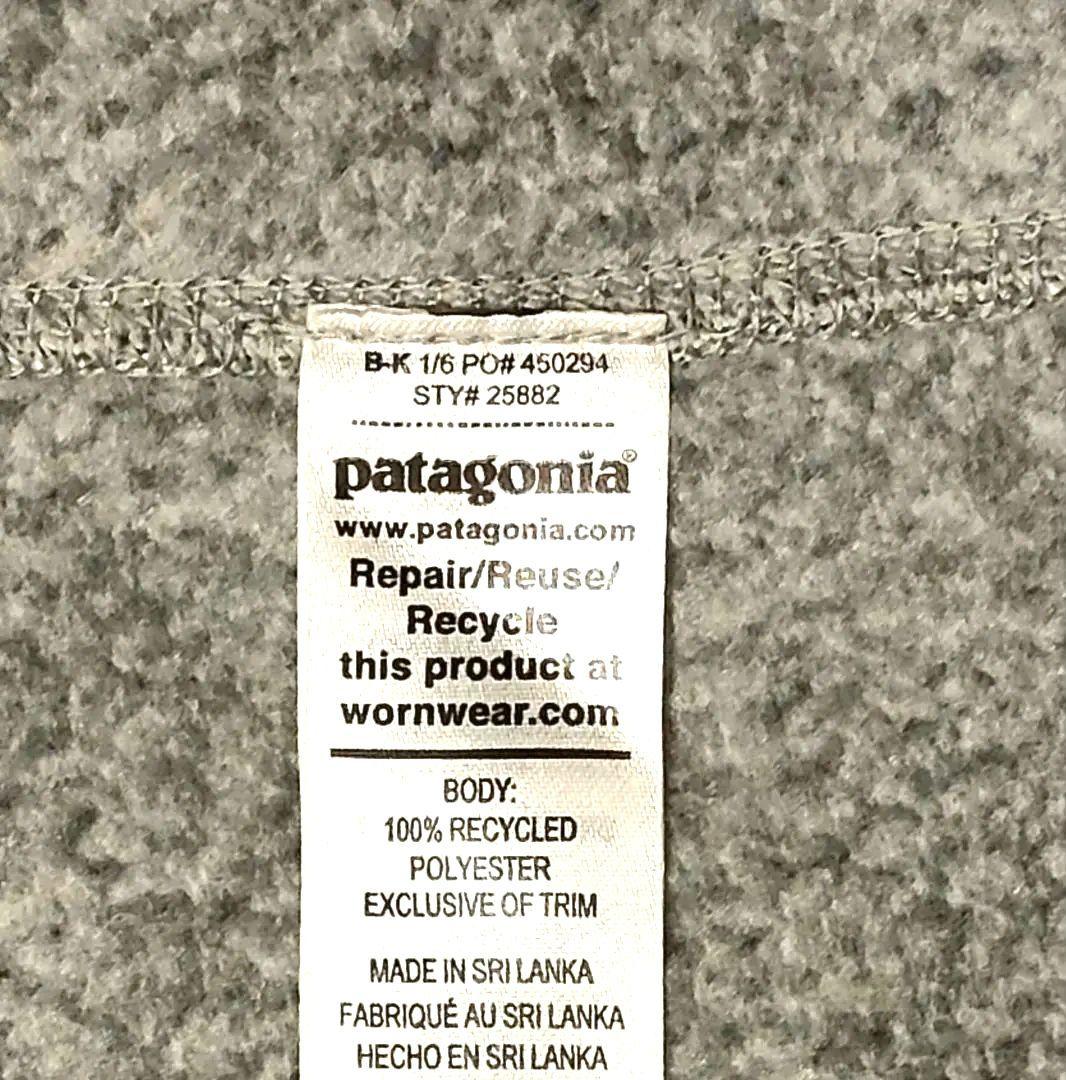 B-K 1/6 PO# 450294
STY# 25882
patagonia®
www.patagonia.com
Repair/Reuse/
Recycle
this product at
wornwear.com
BODY:
100% RECYCLED
POLYESTER
EXCLUSIVE OF TRIM
MADE IN SRI LANKA
FABRIQUÉ AU SRI LANKA
HECHO EN SRI LANKA